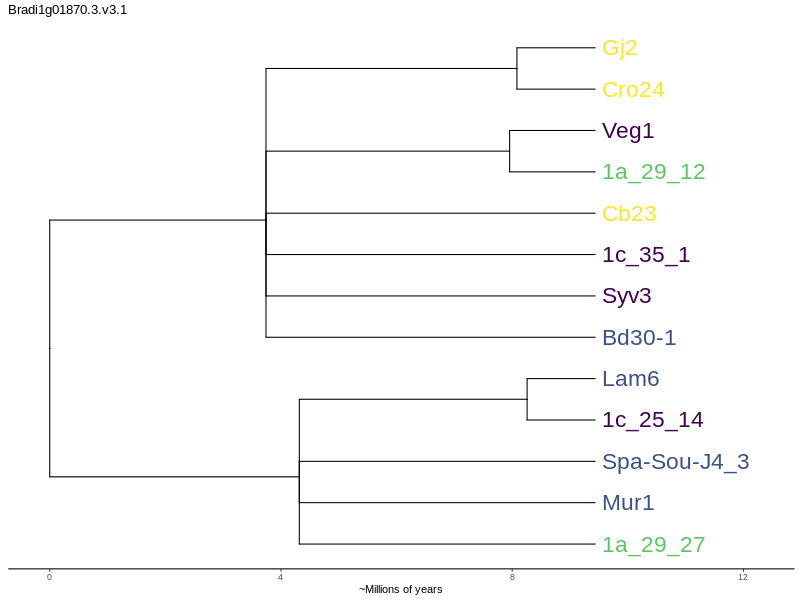 Bradi1g01870.3.v3.1
Gj2
Cro24
Veg1
1a_29_12
Cb23
1c_35_1
Syv3
Bd30-1
Lam6
1c_25_14
Spa-Sou-J4_3
Mur1
1a_29_27
0 4 8 12
~Millions of years